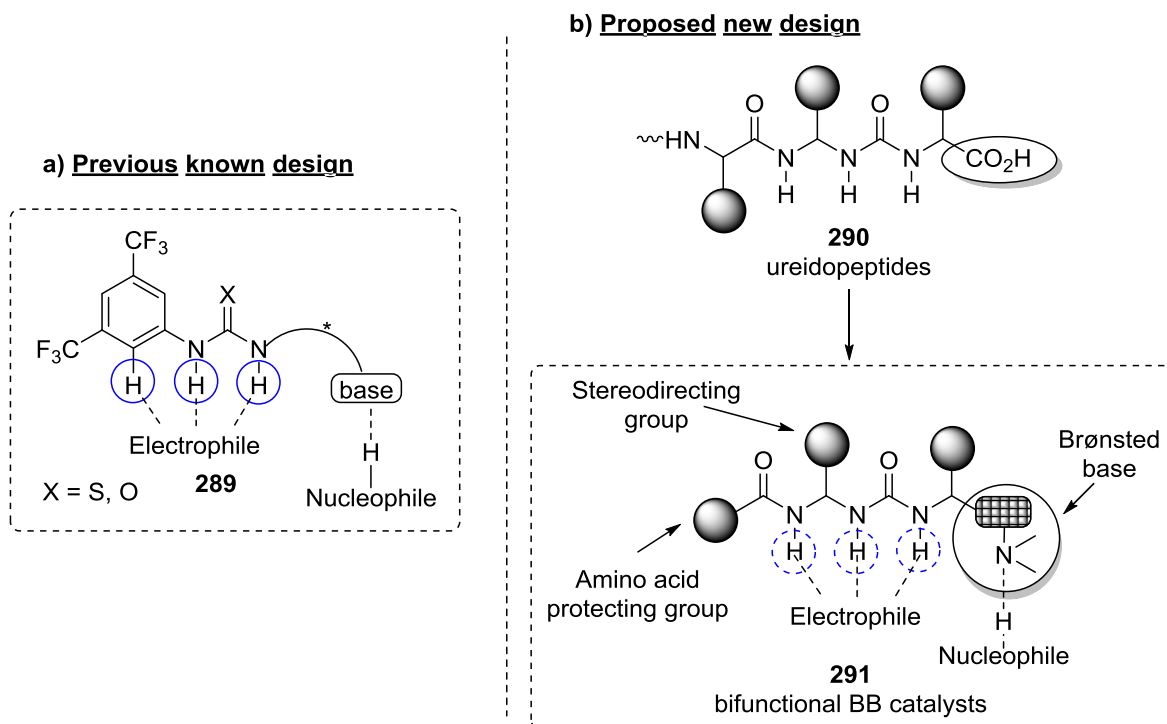 a) Previous known design
CF3
X
F3C
N
N
*
H
H
H
base
Electrophile
H
289
X = S, O
Nucleophile
b) Proposed new design
O
O
HN
N
N
N
CO2H
H
H
H
290
ureidopeptides
Stereodirecting
group
Brønsted
base
O
O
N
N
N
H
H
H
N
Amino acid
protecting group
Electrophile
H
Nucleophile
291
bifunctional BB catalysts